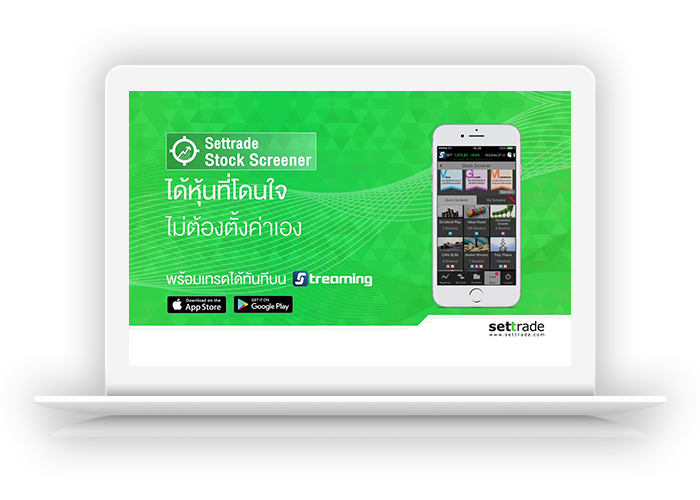 Settrade
Stock Screener
ได้หุ้นที่โดนใจ
ไม่ต้องตั้งค่าเอง
พร้อมเทรดได้ทันทีบน Streaming
Download on the
App Store
GET IT ON
Google Play
Stock Screener
Quick Screener
Dividend Play
Value Stock
CAN SLIM
Market Winners
Tiny Titans
settrade
www.settrade.com